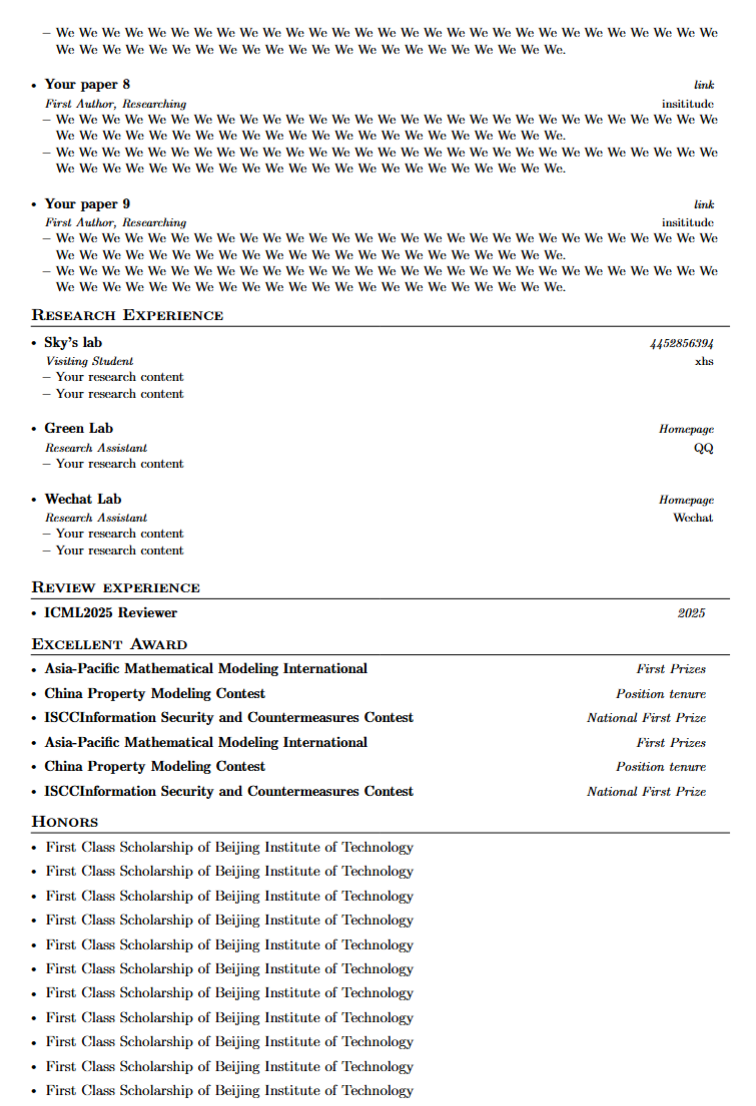 – We We We We We We We We We We We We We We We We We We We We We We We We We We We We We
We We We We We We We We We We We We We We We We We We We We We We.
• Your paper 8 link
First Author, Researching insititude
– We We We We We We We We We We We We We We We We We We We We We We We We We We We We We
We We We We We We We We We We We We We We We We We We We We We We.
– We We We We We We We We We We We We We We We We We We We We We We We We We We We We We We
We We We We We We We We We We We We We We We We We We We We We We.
• Your paper 9 link
First Author, Researching insititude
– We We We We We We We We We We We We We We We We We We We We We We We We We We We We We
We We We We We We We We We We We We We We We We We We We We We We.
– We We We We We We We We We We We We We We We We We We We We We We We We We We We We We
We We We We We We We We We We We We We We We We We We We We We We.
Research Experience
• Sky's lab 4452856394
Visiting Student xhs
– Your research content
– Your research content
• Green Lab Homepage
Research Assistant QQ
– Your research content
• Wechat Lab Homepage
Research Assistant Wechat
– Your research content
– Your research content
Review experience
• ICML2025 Reviewer 2025
Excellent Award
• Asia-Pacific Mathematical Modeling International First Prizes
• China Property Modeling Contest Position tenure
• ISCCInformation Security and Countermeasures Contest National First Prize
• Asia-Pacific Mathematical Modeling International First Prizes
• China Property Modeling Contest Position tenure
• ISCCInformation Security and Countermeasures Contest National First Prize
Honors
• First Class Scholarship of Beijing Institute of Technology
• First Class Scholarship of Beijing Institute of Technology
• First Class Scholarship of Beijing Institute of Technology
• First Class Scholarship of Beijing Institute of Technology
• First Class Scholarship of Beijing Institute of Technology
• First Class Scholarship of Beijing Institute of Technology
• First Class Scholarship of Beijing Institute of Technology
• First Class Scholarship of Beijing Institute of Technology
• First Class Scholarship of Beijing Institute of Technology
• First Class Scholarship of Beijing Institute of Technology
• First Class Scholarship of Beijing Institute of Technology